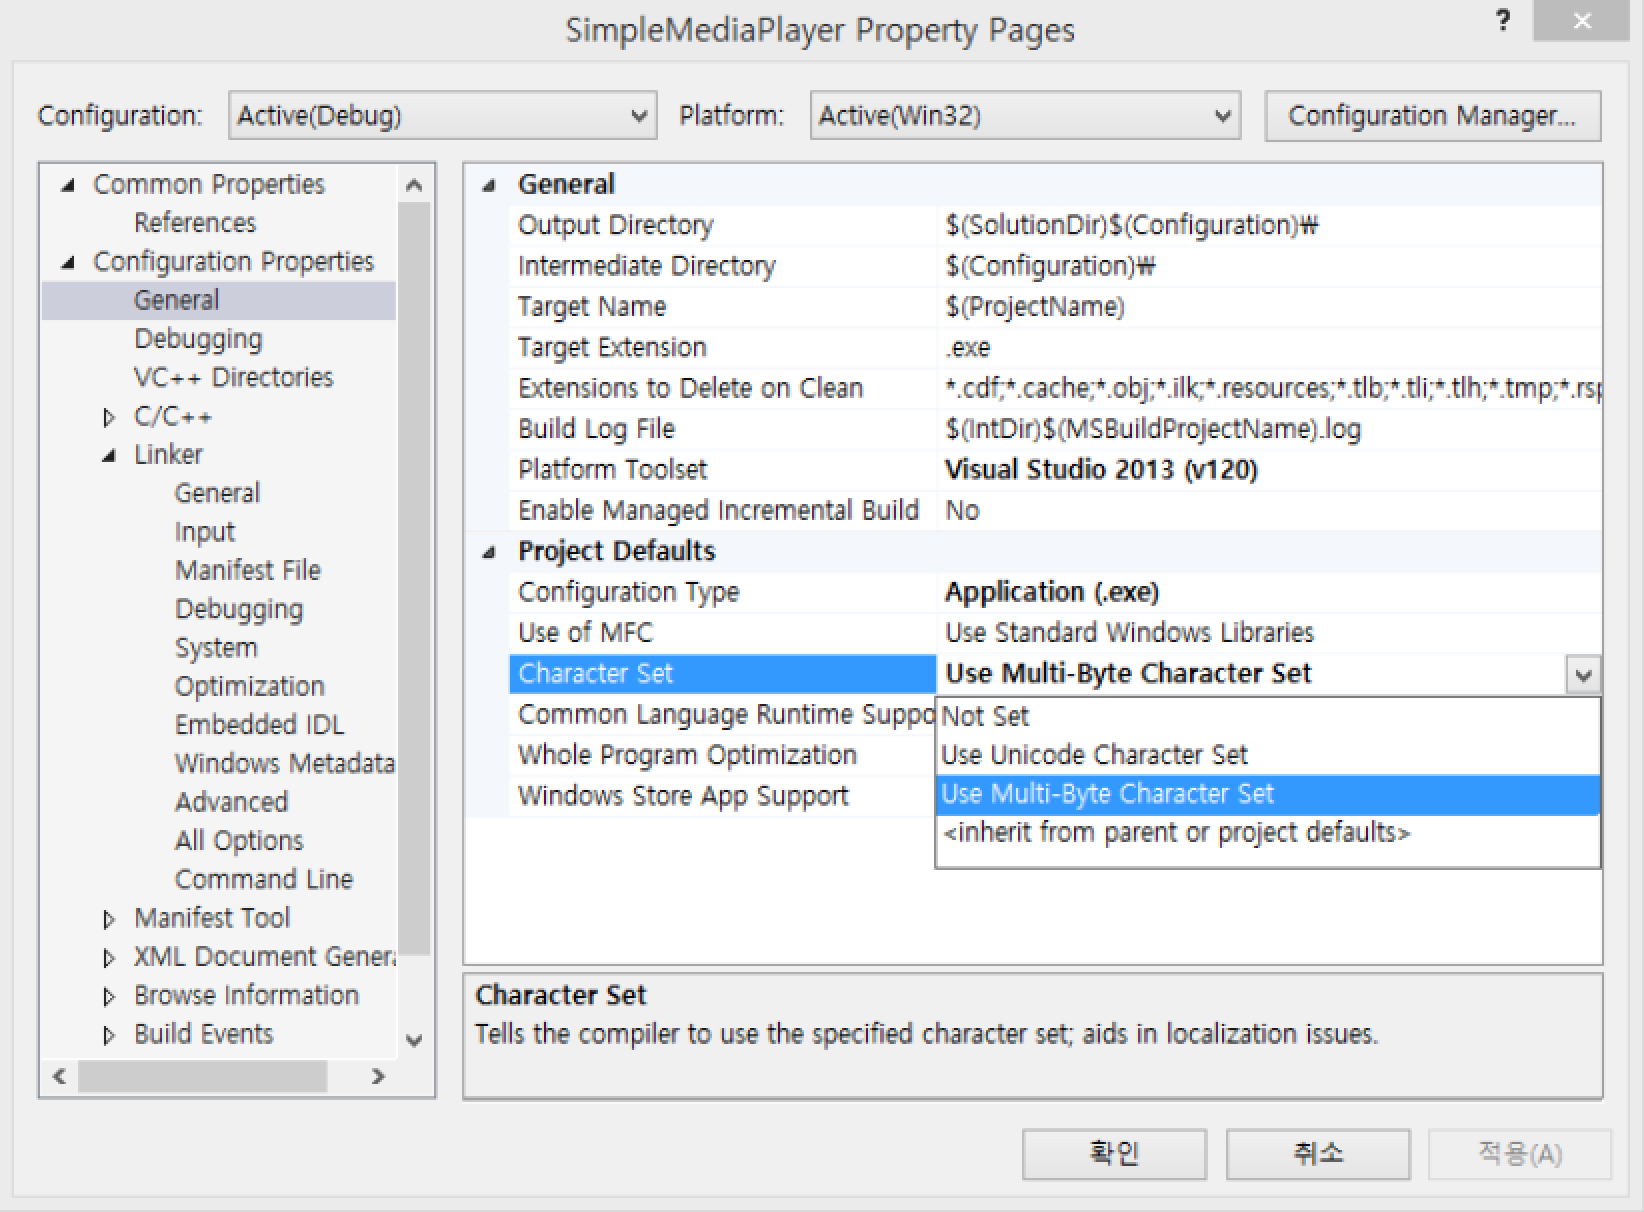 SimpleMediaPlayer Property Pages
?
Configuration:
Active(Debug)
Platform:
Active(Win32)
Configuration Manager...
Common Properties
References
Configuration Properties
General
Debugging
VC++ Directories
C/C++
Linker
General
Input
Manifest File
Debugging
System
Optimization
Embedded IDL
Windows Metadata
Advanced
All Options
Command Line
Manifest Tool
XML Document Genera
Browse Information
Build Events
General
Output Directory $(SolutionDir)$(Configuration)₩
Intermediate Directory $(Configuration)₩
Target Name $(ProjectName)
Target Extension .exe
Extensions to Delete on Clean *.cdf;*.cache;*.obj;*.ilk;*.resources;*.tlb;*.tli;*.tlh;*.tmp;*.rsp
Build Log File $(IntDir)$(MSBuildProjectName).log
Platform Toolset Visual Studio 2013 (v120)
Enable Managed Incremental Build No
Project Defaults
Configuration Type Application (.exe)
Use of MFC Use Standard Windows Libraries
Character Set Use Multi-Byte Character Set
Common Language Runtime Suppo
Whole Program Optimization
Windows Store App Support
Not Set
Use Unicode Character Set
Use Multi-Byte Character Set
<inherit from parent or project defaults>
Character Set
Tells the compiler to use the specified character set; aids in localization issues.
확인
취소
적용(A)